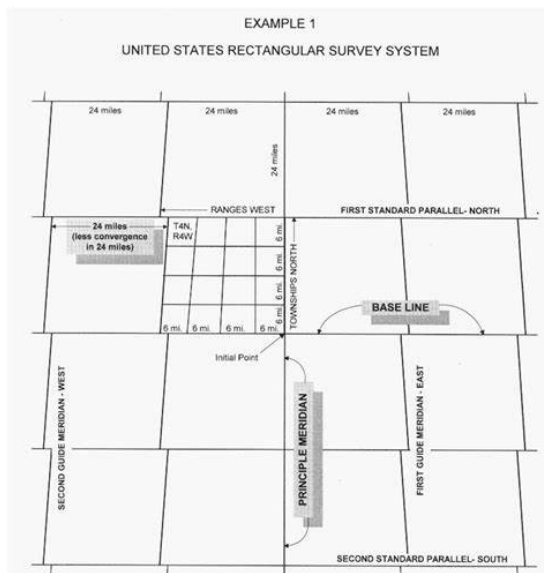 EXAMPLE 1
UNITED STATES RECTANGULAR SURVEY SYSTEM
24 miles
24 miles
24 miles
24 miles
24 miles
RANGES WEST
FIRST STANDARD PARALLEL - NORTH
24 miles
(less convergence
in 24 miles)
T4N,
R4W
6 mi.
6 mi.
6 mi.
6 mi.
TOWNSHIPS NORTH
BASE LINE
6 mi.
6 mi.
6 mi.
6 mi.
Initial Point
SECOND GUIDE MERIDIAN - WEST
PRINCIPLE MERIDIAN
FIRST GUIDE MERIDIAN - EAST
SECOND STANDARD PARALLEL- SOUTH